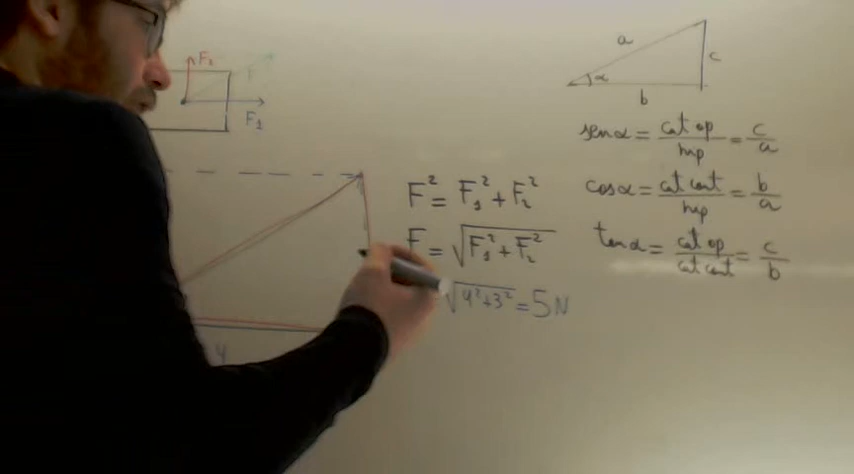 F₂
F
F₁
a
c
α
b
sen α = cat op / hip = c / a
cos α = cat cont / hip = b / a
tan α = cat op / cat cont = c / b
F² = F₁² + F₂²
F = √F₁² + F₂²
√4² + 3² = 5N
4